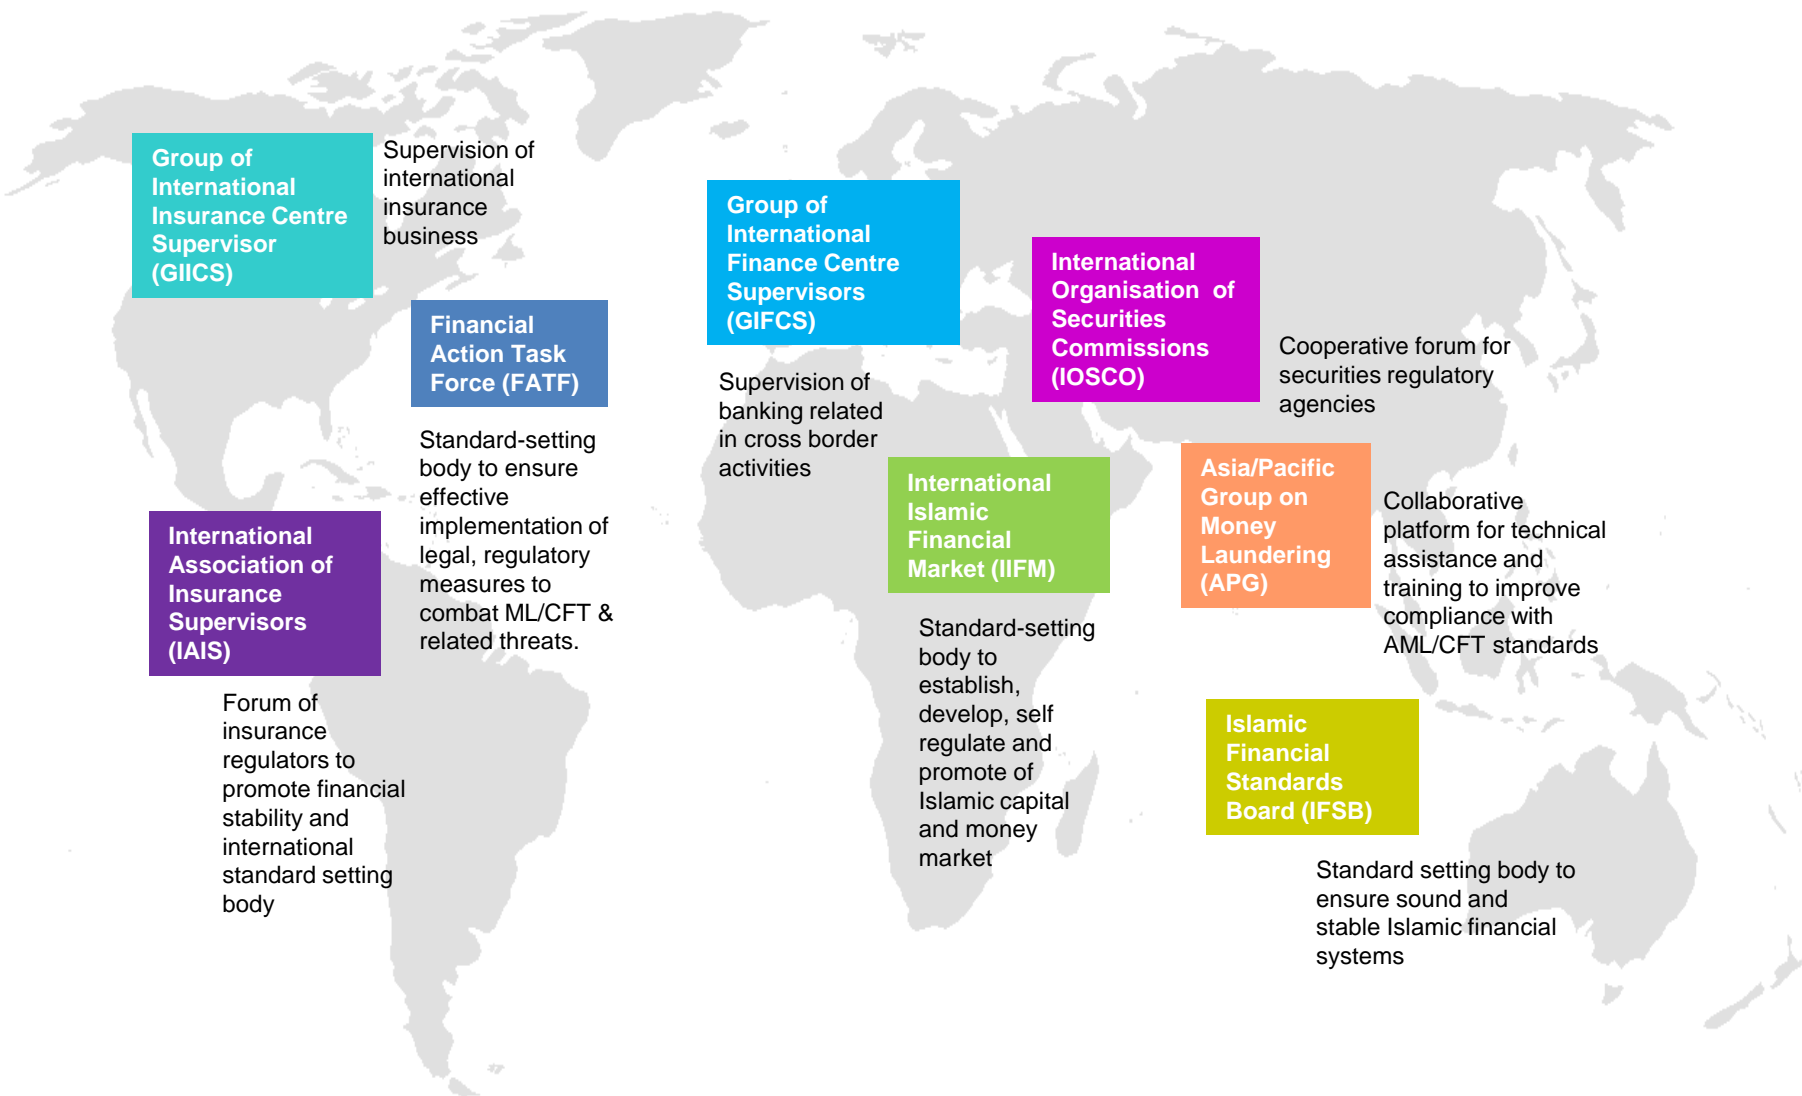 Group of
International
Insurance Centre
Supervisor
(GIICS)
Supervision of
international
insurance
business
Financial
Action Task
Force (FATF)
Standard-setting
body to ensure
effective
implementation of
legal, regulatory
measures to
combat ML/CFT &
related threats.
International
Association of
Insurance
Supervisors
(IAIS)
Forum of
insurance
regulators to
promote financial
stability and
international
standard setting
body
Group of
International
Finance Centre
Supervisors
(GIFCS)
Supervision of
banking related
in cross border
activities
International
Organisation of
Securities
Commissions
(IOSCO)
Cooperative forum for
securities regulatory
agencies
International
Islamic
Financial
Market (IIFM)
Standard-setting
body to
establish,
develop, self
regulate and
promote of
Islamic capital
and money
market
Asia/Pacific
Group on
Money
Laundering
(APG)
Collaborative
platform for technical
assistance and
training to improve
compliance with
AML/CFT standards
Islamic
Financial
Standards
Board (IFSB)
Standard setting body to
ensure sound and
stable Islamic financial
systems